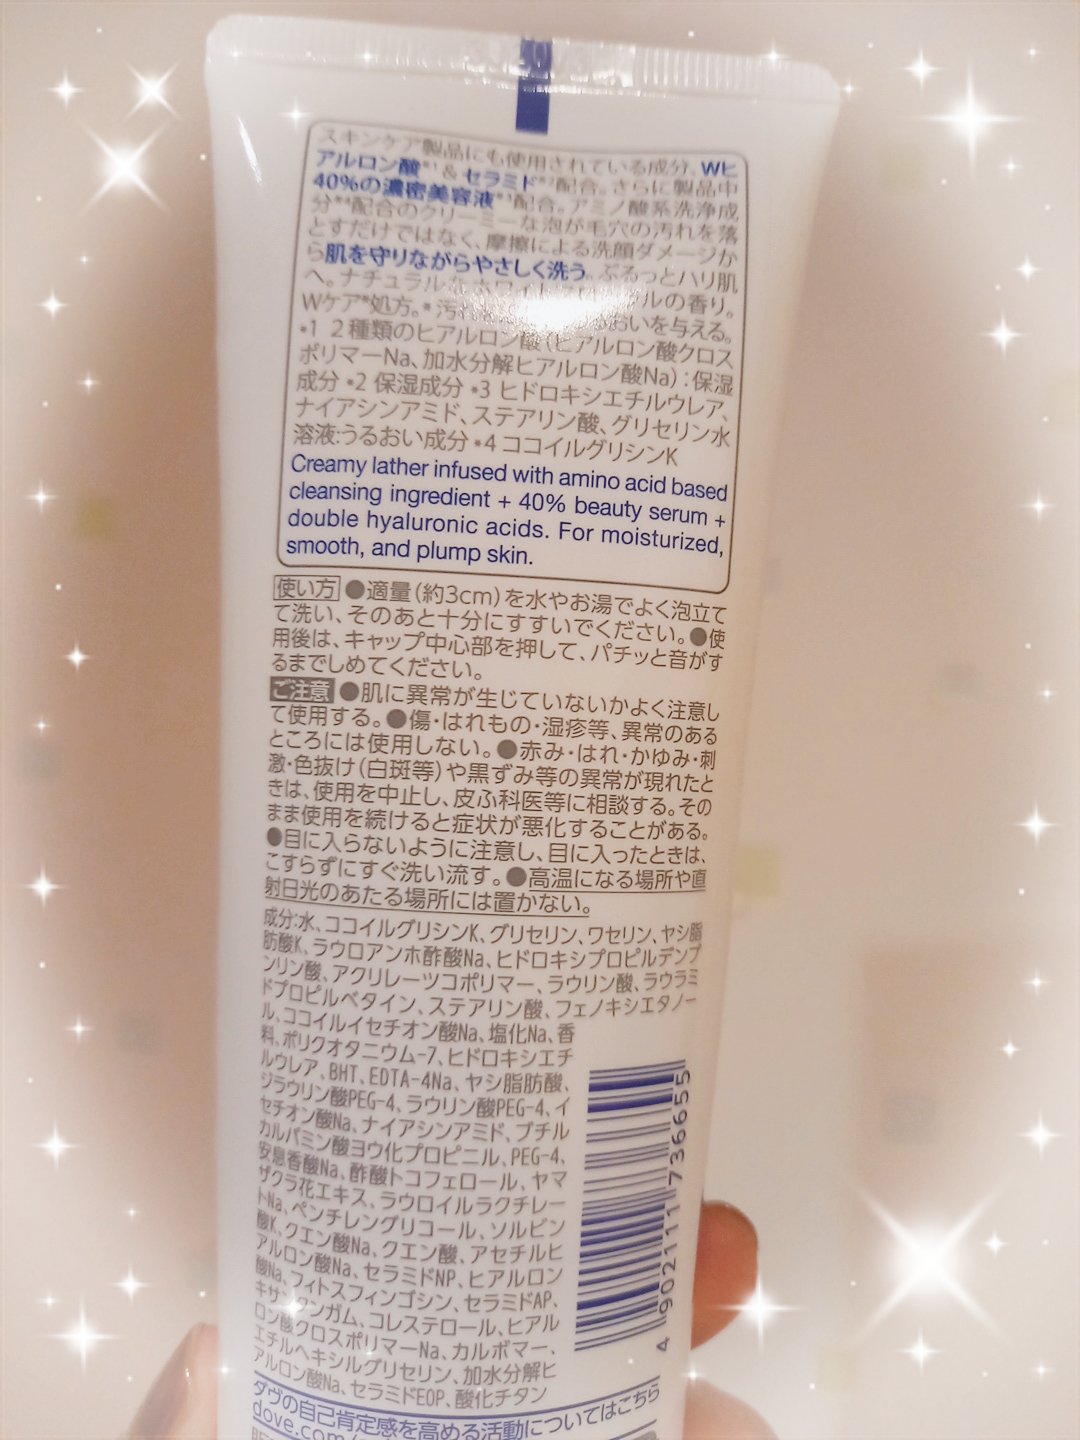 スキンケア製品にも使用されている成分、Wヒ
アルロン酸*1&セラミド*2配合。さらに製品中
40%の濃密美容液*3配合。アミノ酸系洗浄成
分*4配合のクリーミーな泡が毛穴の汚れを落
とすだけではなく、摩擦による洗顔ダメージか
ら肌を守りながらやさしく洗う。ぷるっとハリ肌
へ。ナチュラルなホワイトフローラルの香り。
Wケア*処方。*汚れ おいを与える。
*1 2種類のヒアルロン酸(ヒアルロン酸クロス
ポリマーNa、加水分解ヒアルロン酸Na):保湿
成分 *2 保湿成分 *3 ヒドロキシエチルウレア、
ナイアシンアミド、ステアリン酸、グリセリン水
溶液:うるおい成分 *4 ココイルグリシンK
Creamy lather infused with amino acid based
cleansing ingredient + 40% beauty serum +
double hyaluronic acids. For moisturized,
smooth, and plump skin.
使い方 ●適量(約3cm)を水やお湯でよく泡立て
て洗い、そのあと十分にすすいでください。●使
用後は、キャップ中心部を押して、パチッと音がす
るまでしめてください。
ご注意 ●肌に異常が生じていないかよく注意し
て使用する。●傷・はれもの・湿疹等、異常のある
ところには使用しない。●赤み・はれ・かゆみ・刺
激・色抜け(白斑等)や黒ずみ等の異常が現れたと
きは、使用を中止し、皮ふ科医等に相談する。その
まま使用を続けると症状が悪化することがある。
●目に入らないように注意し、目に入ったときは、
こすらずにすぐ洗い流す。●高温になる場所や直
射日光のあたる場所には置かない。
成分:水、ココイルグリシンK、グリセリン、ワセリン、ヤシ脂
肪酸K、ラウロアンホ酢酸Na、ヒドロキシプロピルデンプ
ンリン酸、アクリレーツコポリマー、ラウリン酸、ラウラミ
ドプロピルベタイン、ステアリン酸、フェノキシエタノー
ル、ココイルイセチオン酸Na、塩化Na、香
料、ポリクオタニウム-7、ヒドロキシエチ
ルウレア、BHT、EDTA-4Na、ヤシ脂肪酸、
ジラウリン酸PEG-4、ラウリン酸PEG-4、イ
セチオン酸Na、ナイアシンアミド、ブチル
カルバミン酸ヨウ化プロピニル、PEG-4、
安息香酸Na、酢酸トコフェロール、ヤマ
ザクラ花エキス、ラウロイルラクチレー
トNa、ペンチレングリコール、ソルビン
酸K、クエン酸Na、クエン酸、アセチルヒ
アルロン酸Na、セラミドNP、ヒアルロン
酸Na、フィトスフィンゴシン、セラミドAP、
キサンタンガム、コレステロール、ヒアル
ロン酸クロスポリマーNa、カルボマー、
エチルヘキシルグリセリン、加水分解ヒ
アルロン酸Na、セラミドEOP、酸化チタン
4 902111 736655
ダヴの自己肯定感を高める活動についてはこちら
dove.com/